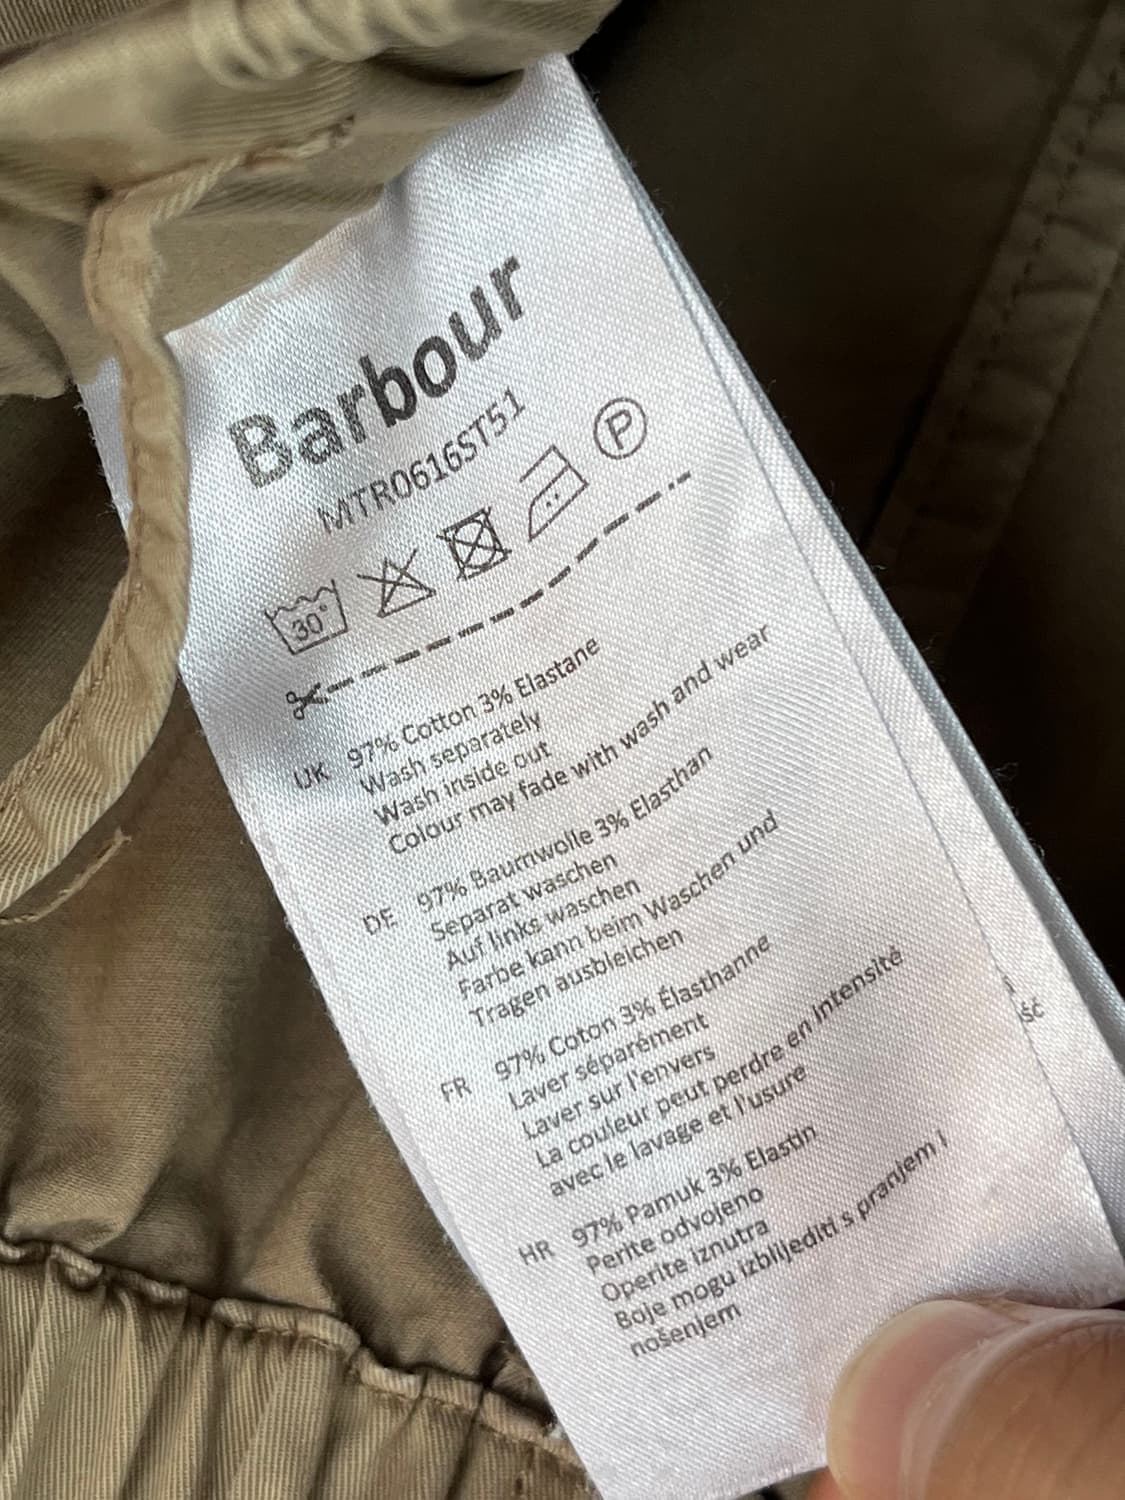 Barbour
MTR0616ST51
30°
P
UK 97% Cotton 3% Elastane
Wash separately
Wash inside out
Colour may fade with wash and wear
DE 97% Baumwolle 3% Elasthan
Separat waschen
Auf links waschen
Farbe kann beim Waschen und
Tragen ausbleichen
FR 97% Coton 3% Élasthanne
Laver séparément
Laver sur l'envers
La couleur peut perdre en intensité
avec le lavage et l'usure
HR 97% Pamuk 3% Elastin
Perite odvojeno
Operite iznutra
Boje mogu izblijediti s pranjem i
nošenjem
ść